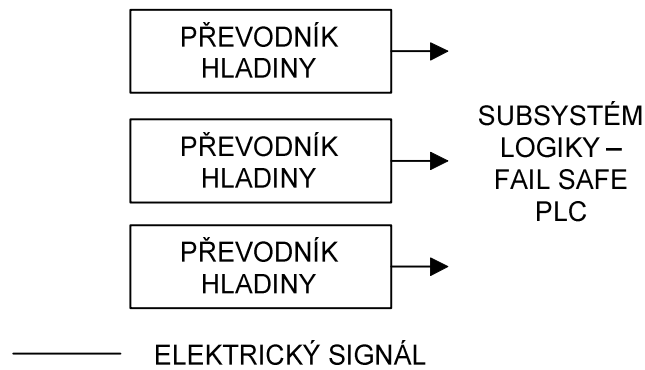 PŘEVODNÍK
HLADINY
PŘEVODNÍK
HLADINY
PŘEVODNÍK
HLADINY
SUBSYSTÉM
LOGIKY –
FAIL SAFE
PLC
ELEKTRICKÝ SIGNÁL